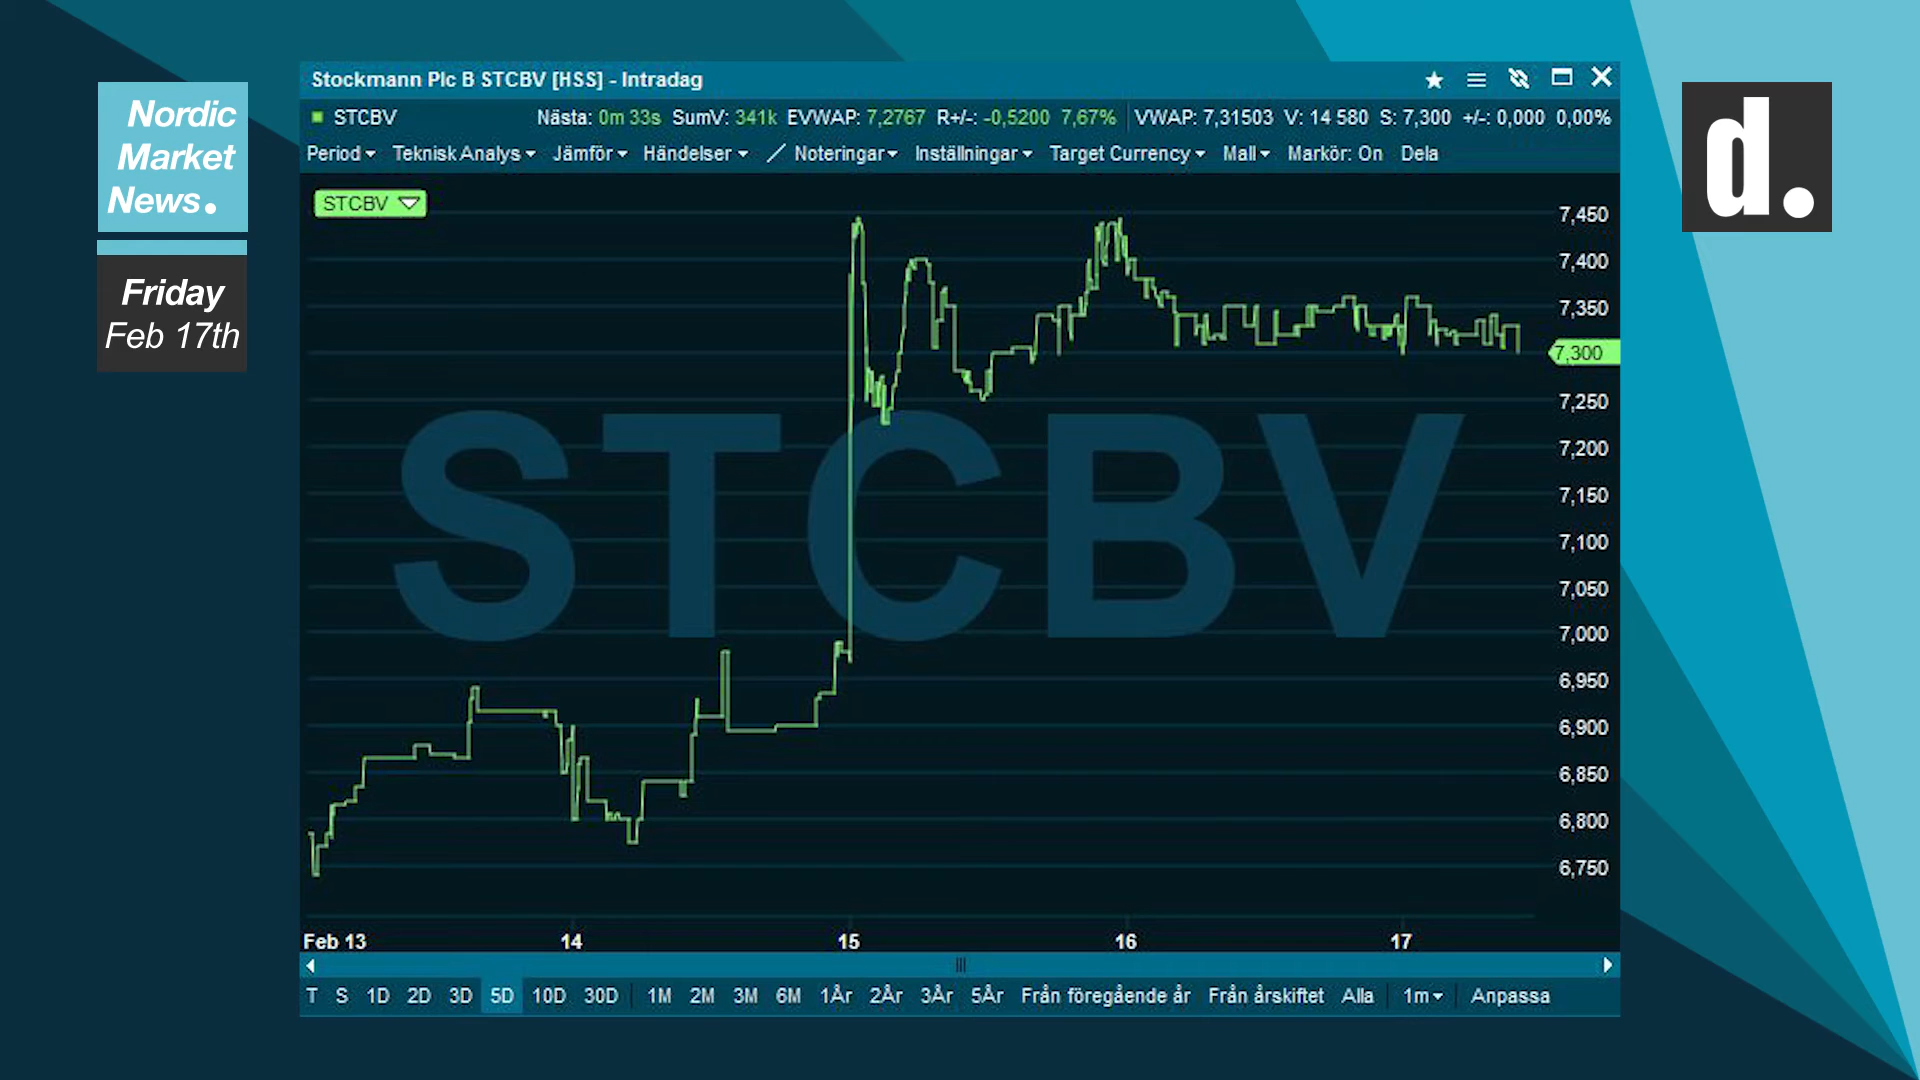 Nordic
Market
News.
Friday
Feb 17th
d.
Stockmann Plc B STCBV [HSS] - Intradag
STCBV Nästa: 0m 33s SumV: 341k EVWAP: 7,2767 R+/-: -0,5200 7,67% VWAP: 7,31503 V: 14 580 S: 7,300 +/-: 0,000 0,00%
Period Teknisk Analys Jämför Händelser Noteringar Inställningar Target Currency Mall Markör: On Dela
STCBV
STCBV
7,450
7,400
7,350
7,300
7,250
7,200
7,150
7,100
7,050
7,000
6,950
6,900
6,850
6,800
6,750
Feb 13 14 15 16 17
T S 1D 2D 3D 5D 10D 30D 1M 2M 3M 6M 1År 2År 3År 5År Från föregående år Från årskiftet Alla 1m Anpassa